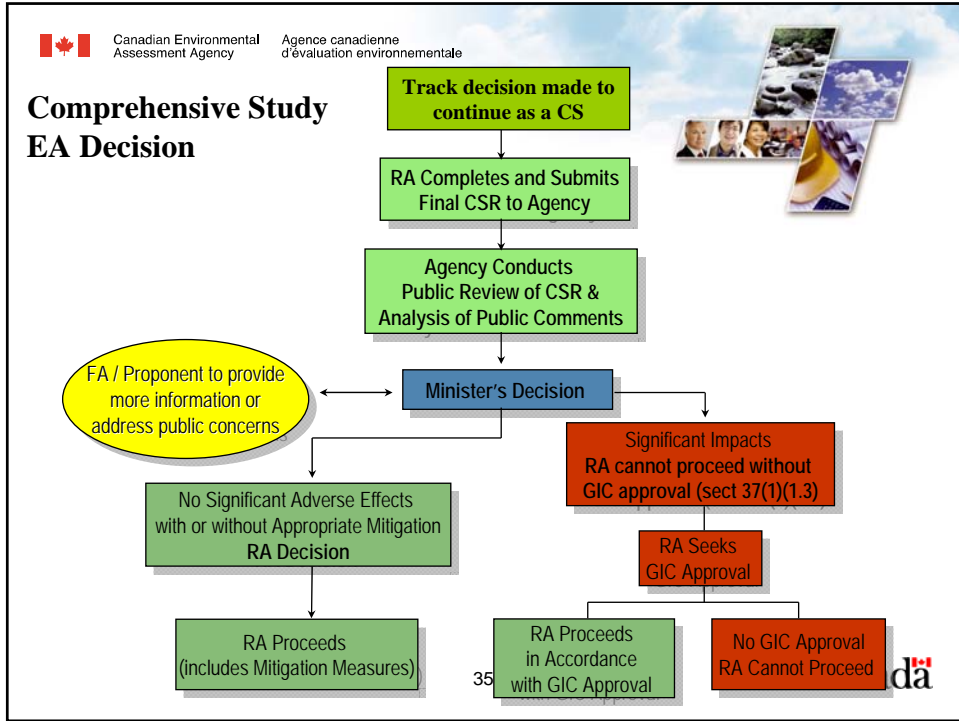 Canadian Environmental
Assessment Agency
Agence canadienne
d'évaluation environnementale
Comprehensive Study
EA Decision
Track decision made to
continue as a CS
RA Completes and Submits
Final CSR to Agency
Agency Conducts
Public Review of CSR &
Analysis of Public Comments
FA / Proponent to provide
more information or
address public concerns
Minister's Decision
Significant Impacts
RA cannot proceed without
GIC approval (sect 37(1)(1.3)
No Significant Adverse Effects
with or without Appropriate Mitigation
RA Decision
RA Seeks
GIC Approval
RA Proceeds
(includes Mitigation Measures)
RA Proceeds
in Accordance
with GIC Approval
No GIC Approval
RA Cannot Proceed
35